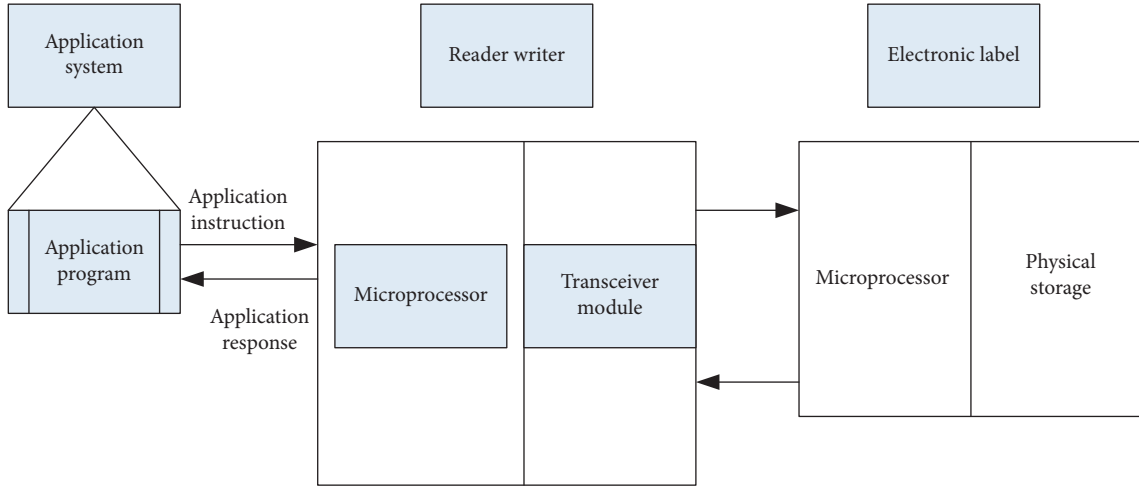 Application
system
Reader writer
Electronic label
Application
instruction
Application
program
Application
response
Microprocessor
Transceiver
module
Microprocessor
Physical
storage